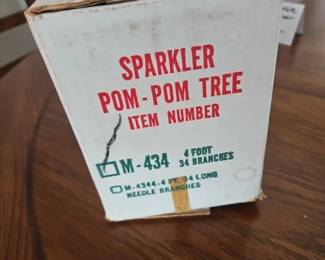 SPARKLER
POM-POM TREE
ITEM NUMBER
M-434 4 FOOT
34 BRANCHES
M-4344-4 FT. 34 LONG
NEEDLE BRANCHES